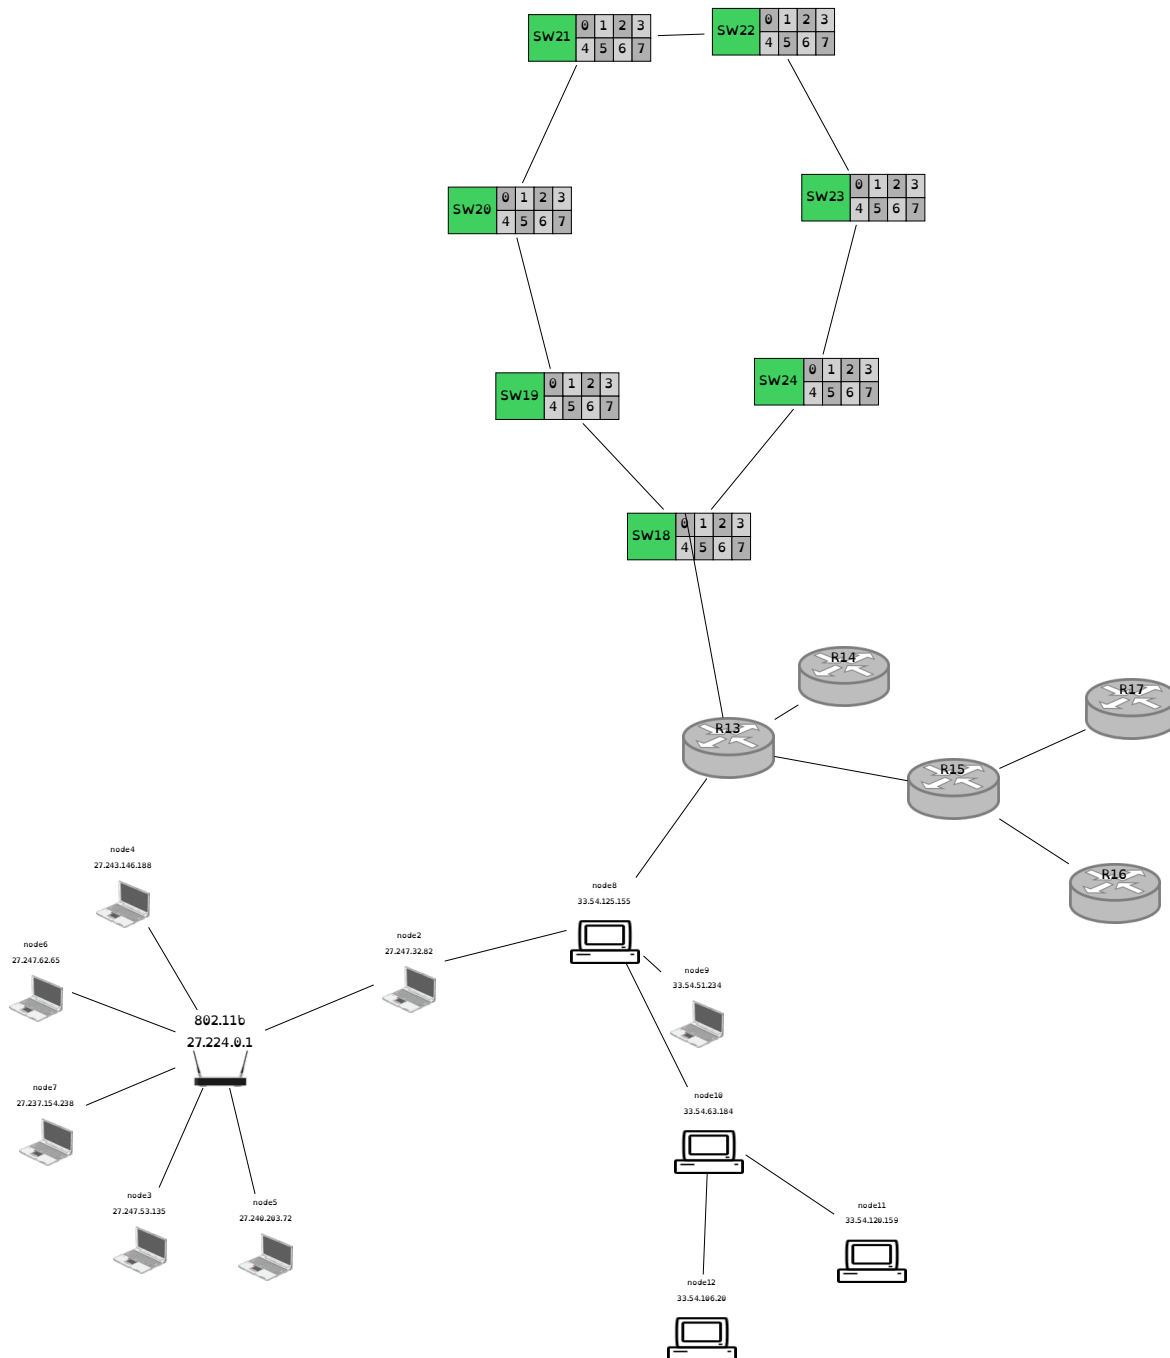 SW21
0 1 2 3
4 5 6 7
SW22
0 1 2 3
4 5 6 7
SW20
0 1 2 3
4 5 6 7
SW23
0 1 2 3
4 5 6 7
SW19
0 1 2 3
4 5 6 7
SW24
0 1 2 3
4 5 6 7
SW18
0 1 2 3
4 5 6 7
R14
R17
R13
R15
R16
node4
27.243.146.188
node8
33.54.125.155
node6
27.247.62.65
node2
27.247.32.82
node9
33.54.51.234
802.11b
27.224.0.1
node7
27.237.154.238
node10
33.54.63.184
node3
27.247.53.135
node5
27.240.203.72
node11
33.54.120.159
node12
33.54.106.20